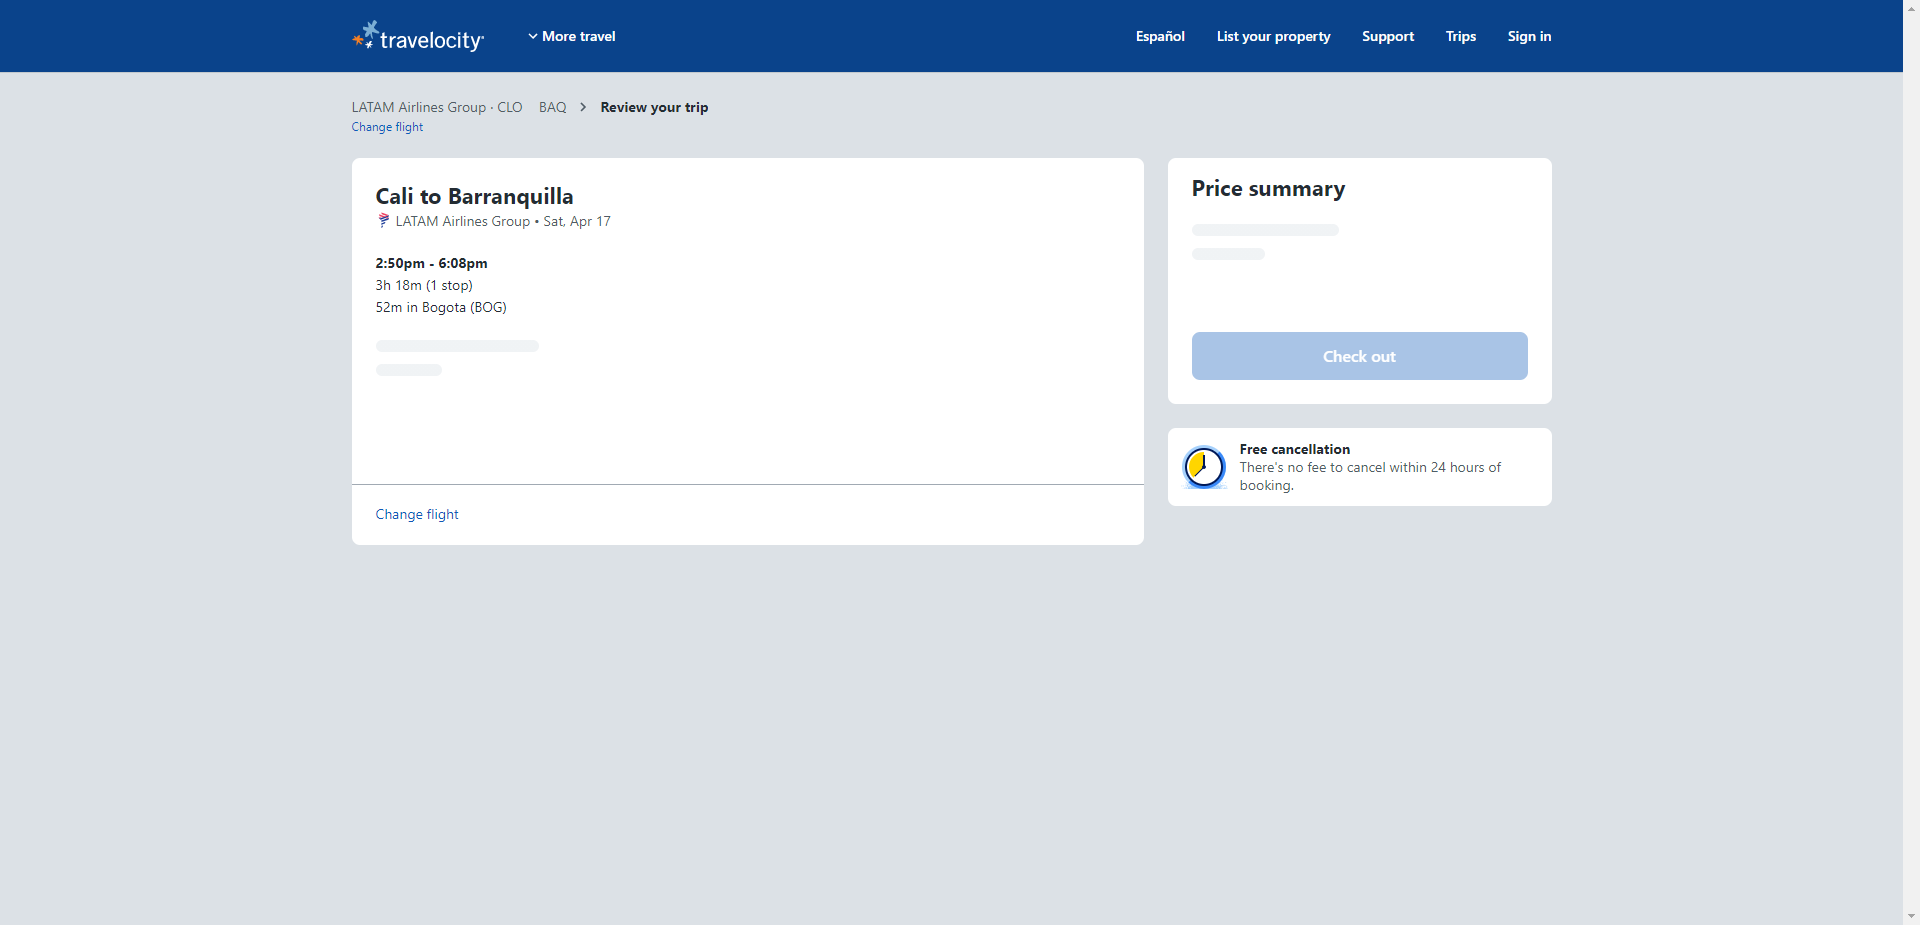 travelocity
More travel
Español
List your property
Support
Trips
Sign in
LATAM Airlines Group · CLO BAQ
Review your trip
Change flight
Cali to Barranquilla
LATAM Airlines Group • Sat, Apr 17
2:50pm - 6:08pm
3h 18m (1 stop)
52m in Bogota (BOG)
Change flight
Price summary
Check out
Free cancellation
There's no fee to cancel within 24 hours of
booking.